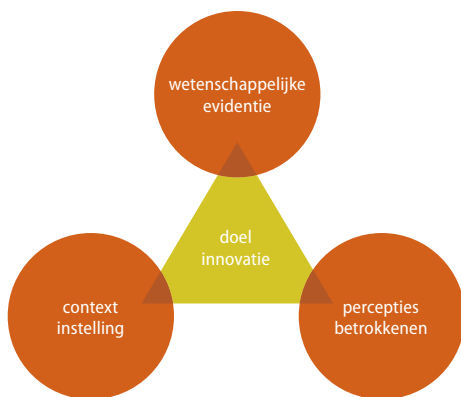 wetenschappelijke
evidentie
doel
innovatie
context
instelling
percepties
betrokkenen